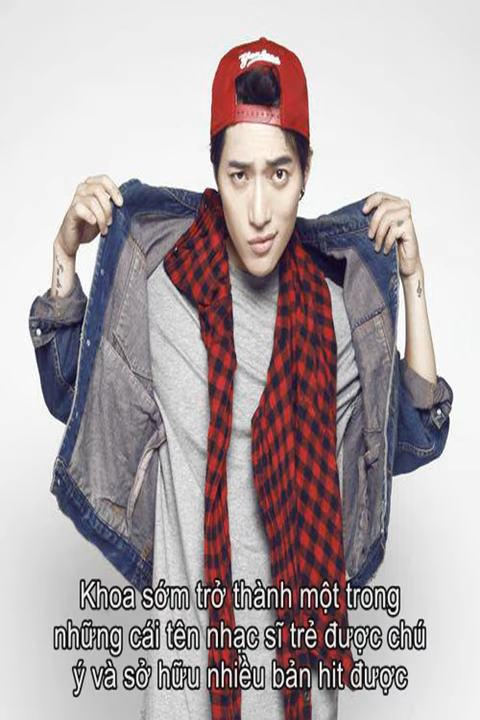 Khoa sớm trở thành một trong
những cái tên nhạc sĩ trẻ được chú
ý và sở hữu nhiều bản hit được